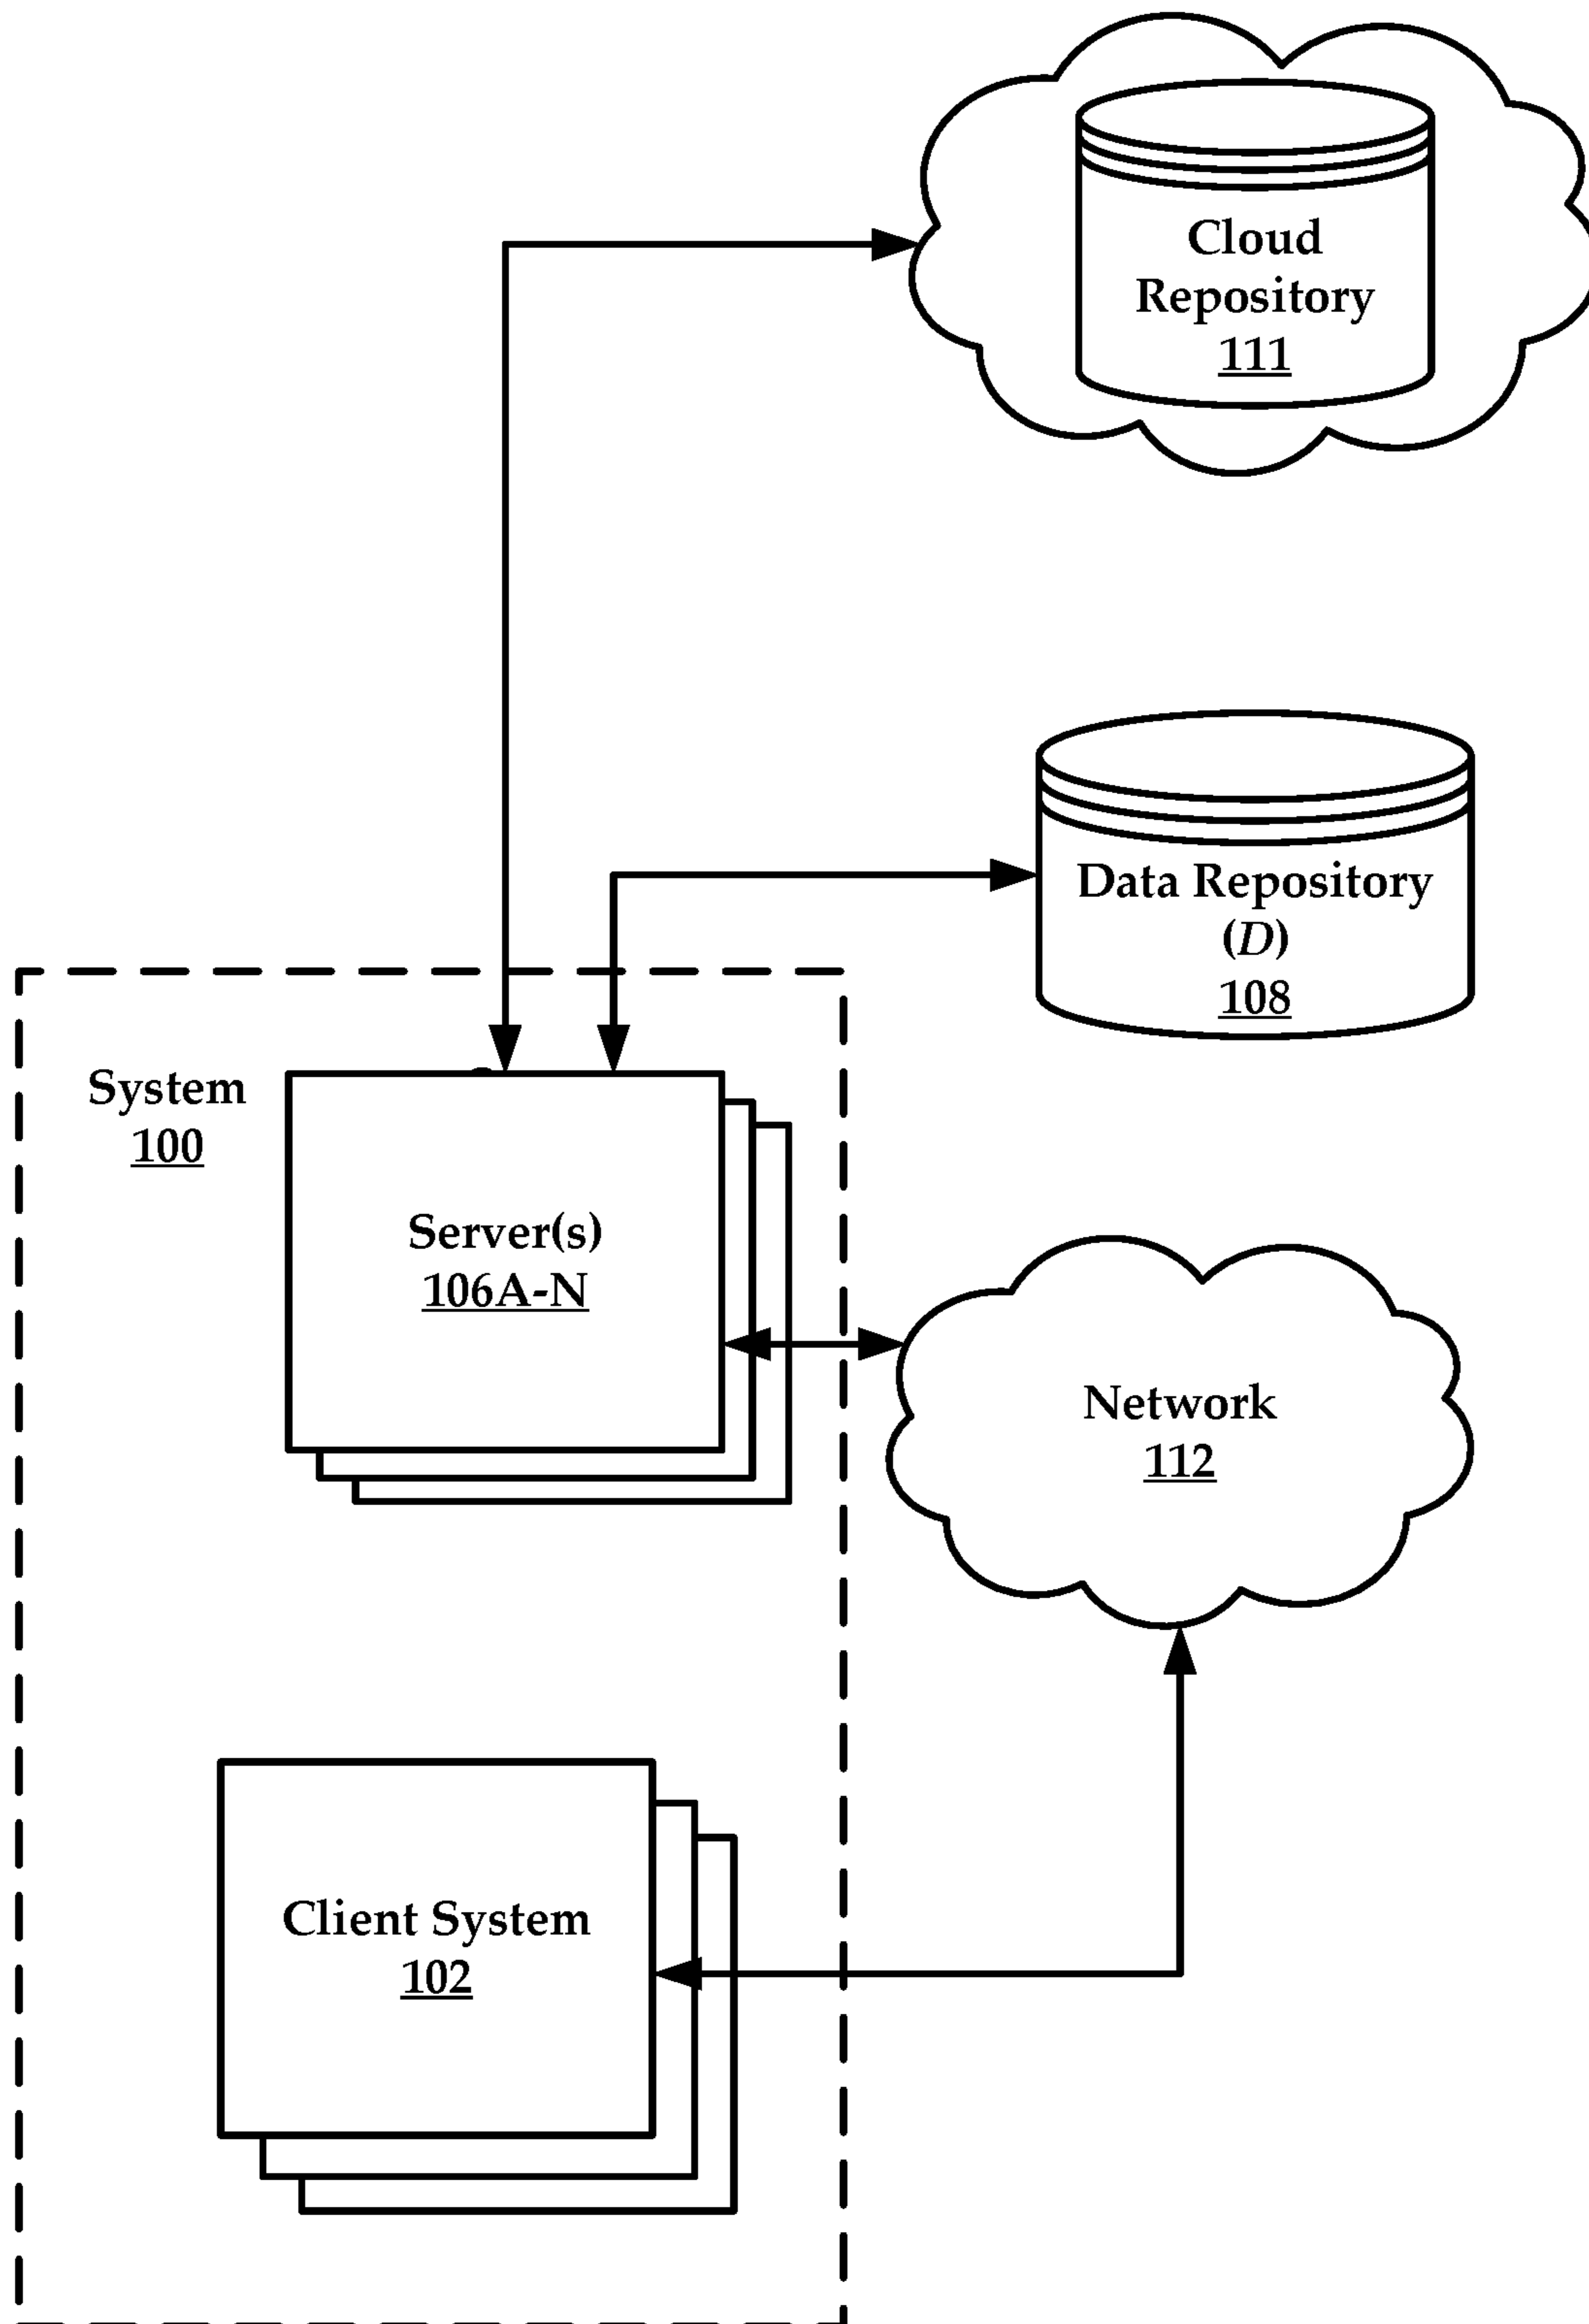 Cloud
Repository
111
Data Repository
(D)
108
System
100
Server(s)
106A-N
Network
112
Client System
102